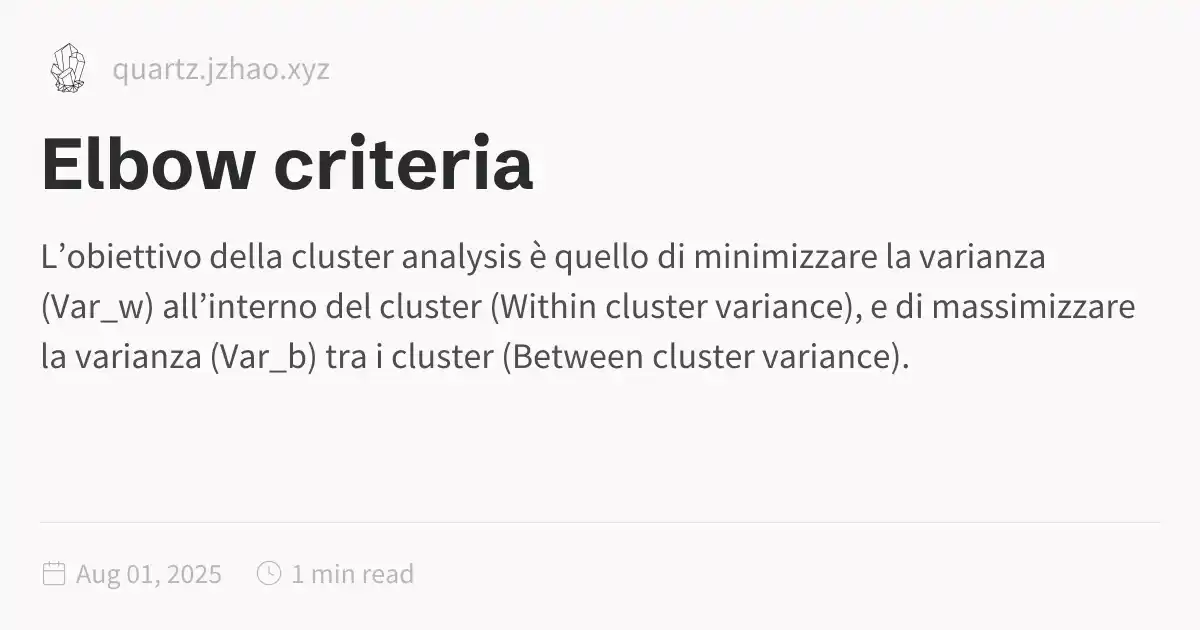 quartz.jzhao.xyz
Elbow criteria
L’obiettivo della cluster analysis è quello di minimizzare la varianza
(Var_w) all’interno del cluster (Within cluster variance), e di massimizzare
la varianza (Var_b) tra i cluster (Between cluster variance).
Aug 01, 2025 1 min read